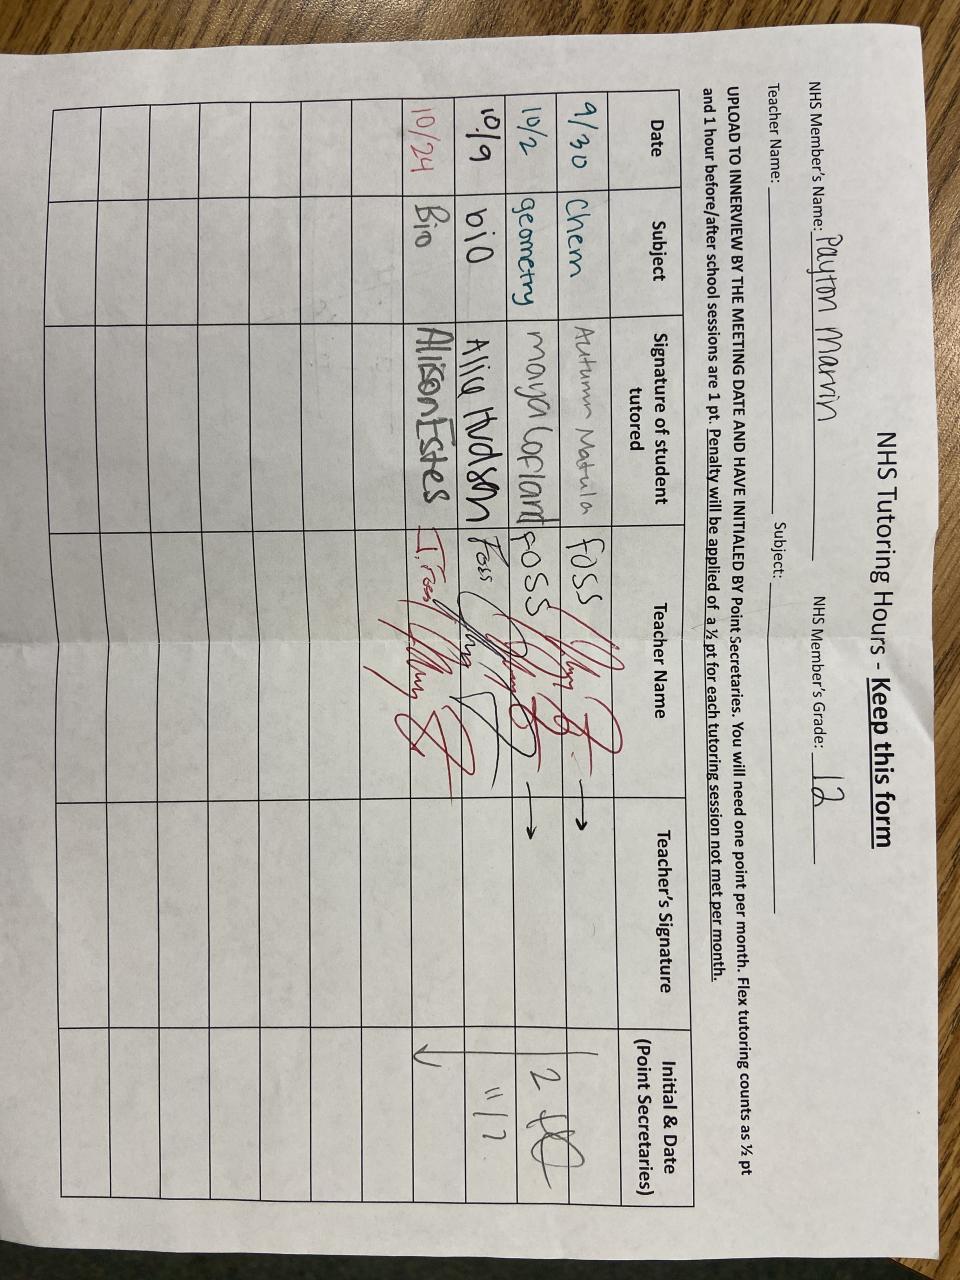 NHS Tutoring Hours - Keep this form
NHS Member's Name: Payton Marvin NHS Member's Grade: 12
Teacher Name: Subject:
UPLOAD TO INNERVIEW BY THE MEETING DATE AND HAVE INITIALED BY Point Secretaries. You will need one point per month. Flex tutoring counts as ½ pt
and 1 hour before/after school sessions are 1 pt. Penalty will be applied of a ½ pt for each tutoring session not met per month.
Date Subject Signature of student tutored Teacher Name Teacher's Signature Initial & Date (Point Secretaries)
9/30 Chem Autumn Matula foss →
10/2 geometry maya Copland foss → 2
10/9 bio Allie Hudson Foss 11/7
10/24 Bio Alison Estes J. Foss